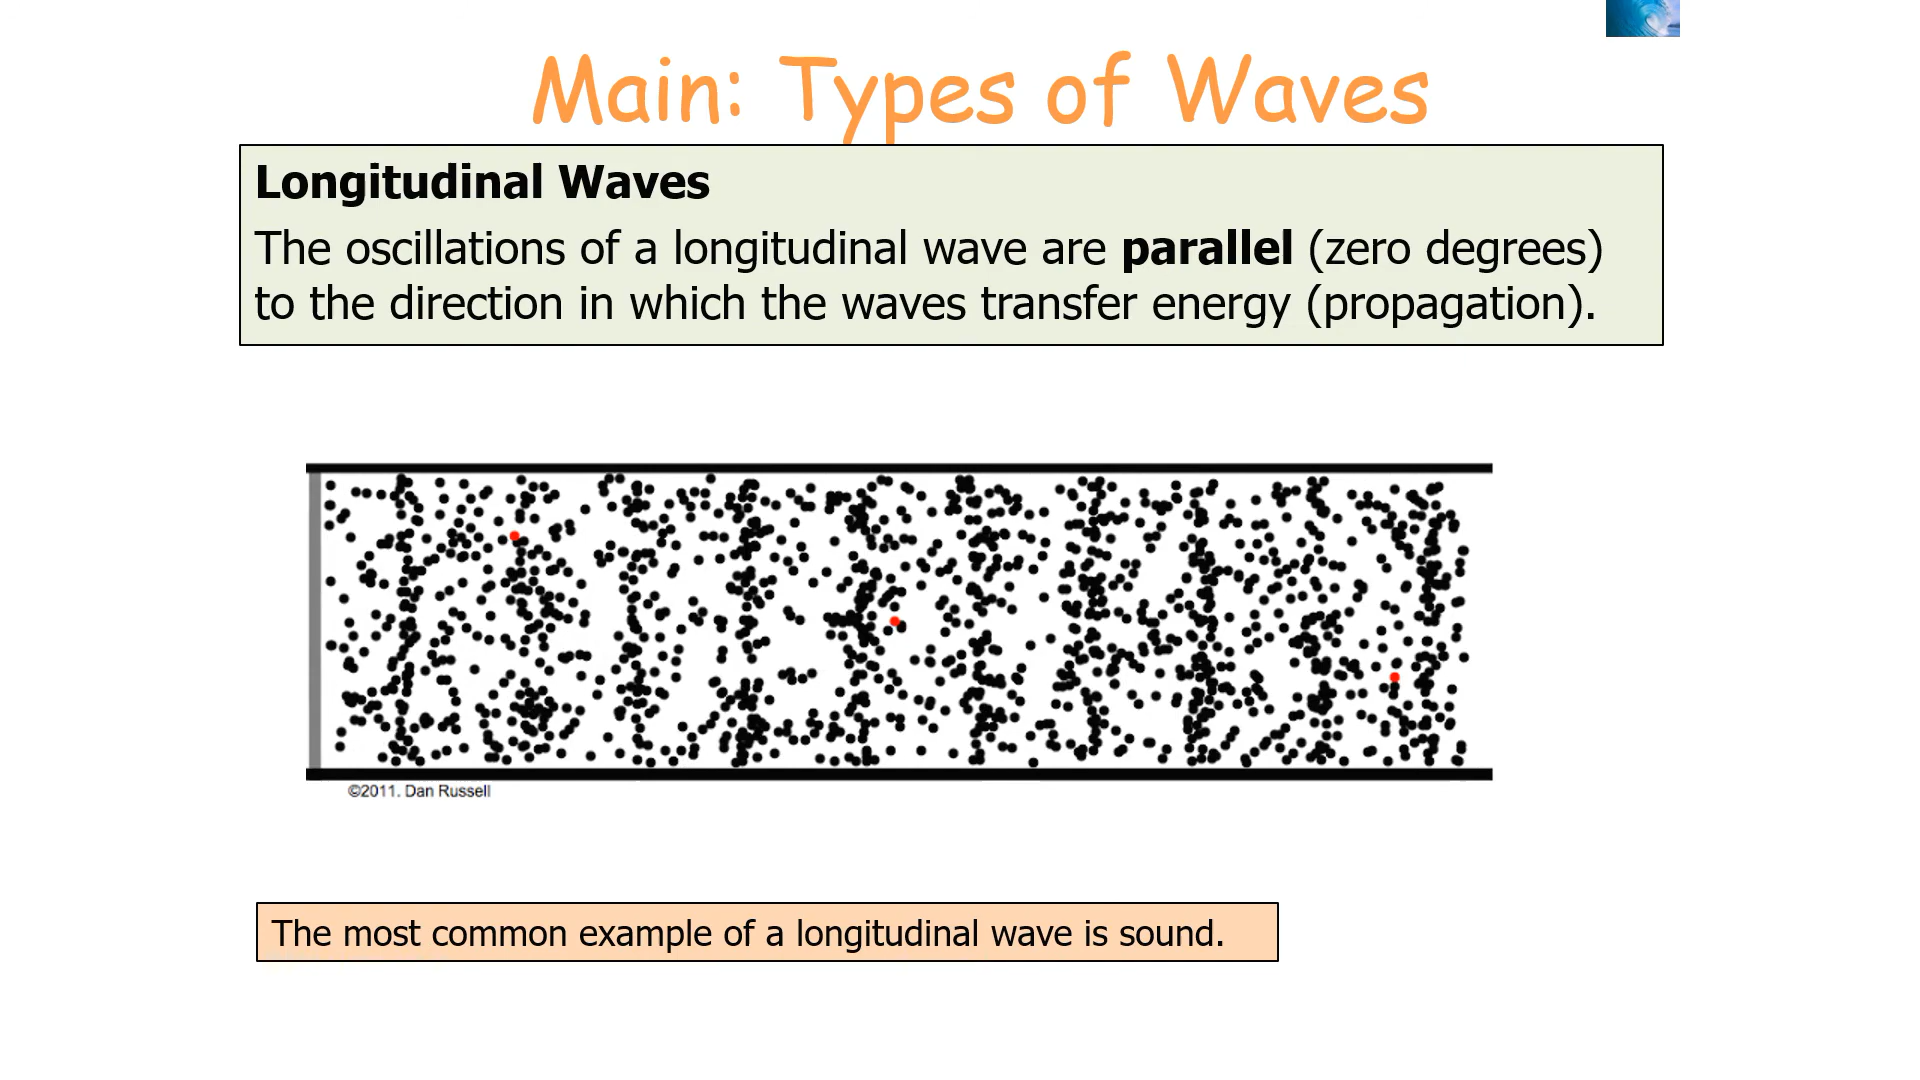 Main: Types of Waves
Longitudinal Waves
The oscillations of a longitudinal wave are parallel (zero degrees)
to the direction in which the waves transfer energy (propagation).
©2011. Dan Russell
The most common example of a longitudinal wave is sound.